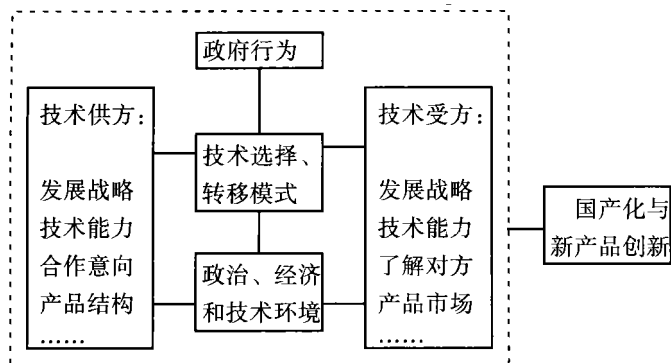 政府行为
技术供方：
发展战略
技术能力
合作意向
产品结构
……
技术选择、
转移模式
政治、经济
和技术环境
技术受方：
发展战略
技术能力
了解对方
产品市场
……
国产化与
新产品创新